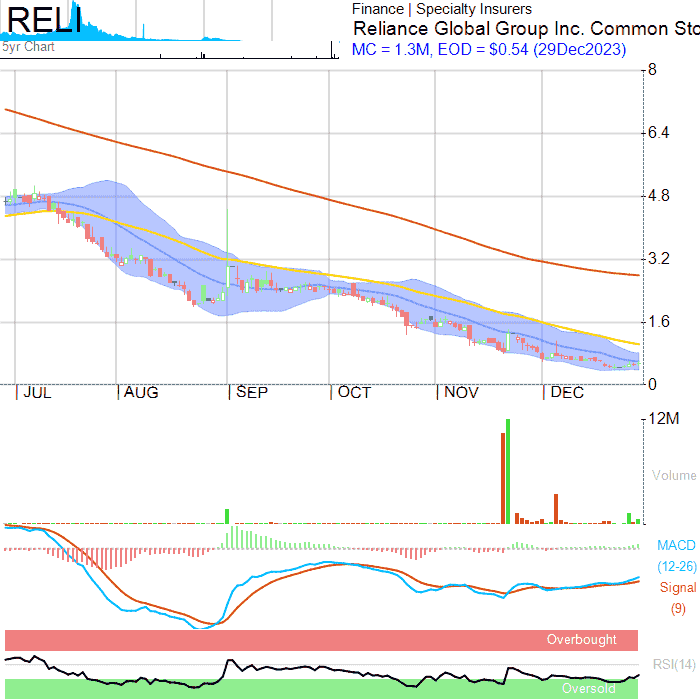 RELI
5yr Chart
Finance | Specialty Insurers
Reliance Global Group Inc. Common Sto
MC = 1.3M, EOD = $0.54 (29Dec2023)
8
6.4
4.8
3.2
1.6
0
JUL AUG SEP OCT NOV DEC
12M
Volume
MACD
(12-26)
Signal
(9)
Overbought
RSI(14)
Oversold